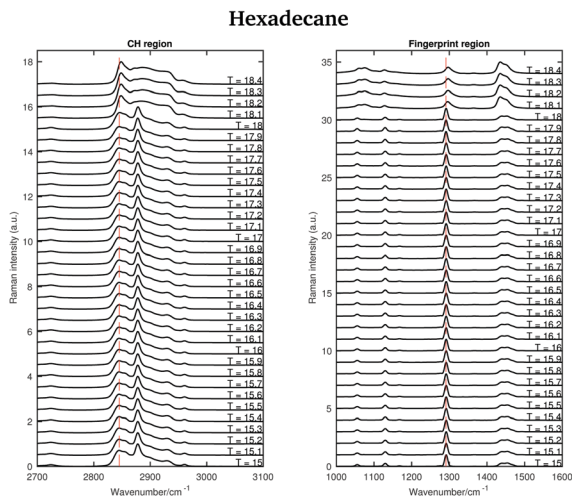 Hexadecane
CH region
Raman intensity (a.u.)
18
16
14
12
10
8
6
4
2
0
T = 18.4
T = 18.3
T = 18.2
T = 18.1
T = 18
T = 17.9
T = 17.8
T = 17.7
T = 17.6
T = 17.5
T = 17.4
T = 17.3
T = 17.2
T = 17.1
T = 17
T = 16.9
T = 16.8
T = 16.7
T = 16.6
T = 16.5
T = 16.4
T = 16.3
T = 16.2
T = 16.1
T = 16
T = 15.9
T = 15.8
T = 15.7
T = 15.6
T = 15.5
T = 15.4
T = 15.3
T = 15.2
T = 15.1
T = 15
2700 2800 2900 3000 3100
Wavenumber/cm⁻¹
Fingerprint region
Raman intensity (a.u.)
35
30
25
20
15
10
5
0
T = 18.4
T = 18.3
T = 18.2
T = 18.1
T = 18
T = 17.9
T = 17.8
T = 17.7
T = 17.6
T = 17.5
T = 17.4
T = 17.3
T = 17.2
T = 17.1
T = 17
T = 16.9
T = 16.8
T = 16.7
T = 16.6
T = 16.5
T = 16.4
T = 16.3
T = 16.2
T = 16.1
T = 16
T = 15.9
T = 15.8
T = 15.7
T = 15.6
T = 15.5
T = 15.4
T = 15.3
T = 15.2
T = 15.1
T = 15
1000 1100 1200 1300 1400 1500 1600
Wavenumber/cm⁻¹